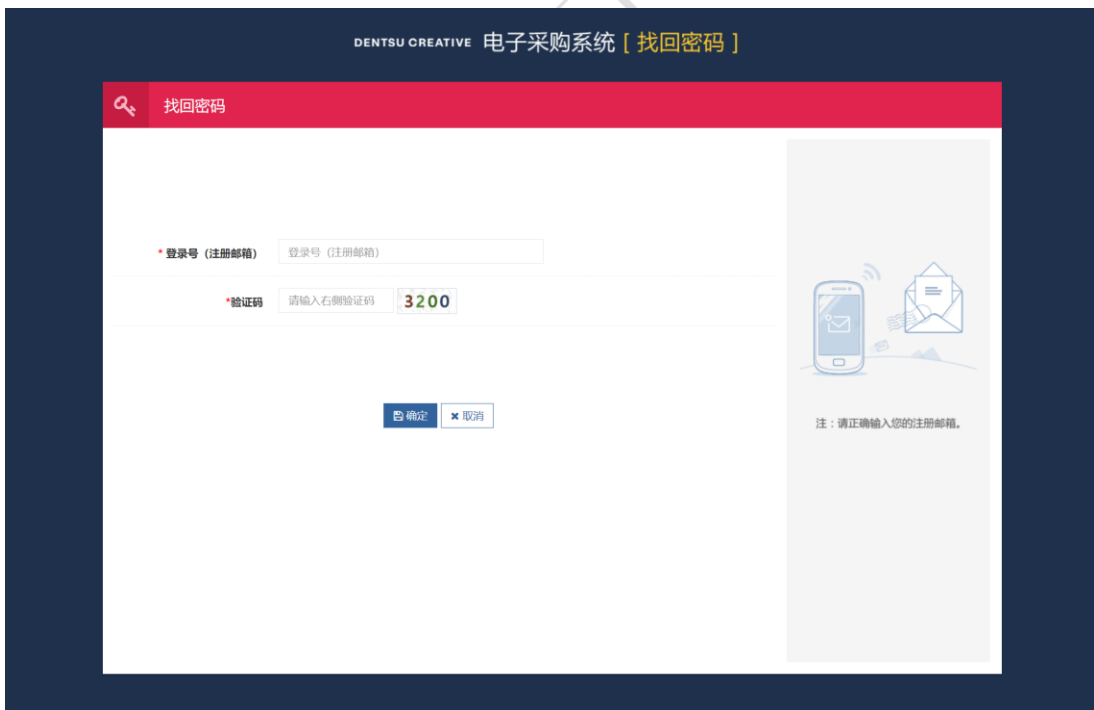 DENTSU CREATIVE 电子采购系统 [ 找回密码 ]
找回密码
* 登录号（注册邮箱） 登录号（注册邮箱）
*验证码 请输入右侧验证码 3200
确定 取消
注：请正确输入您的注册邮箱。